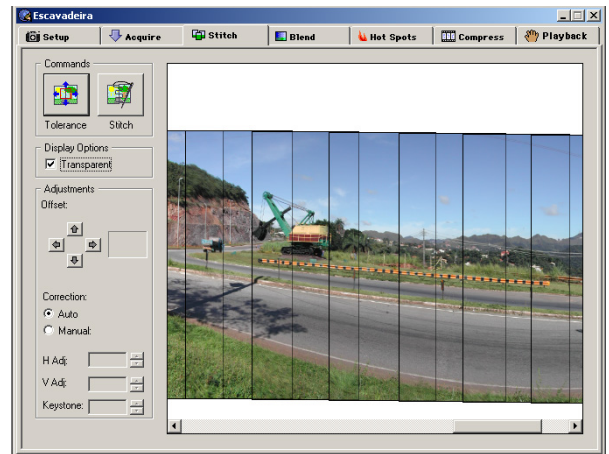 Escavadeira
Setup Acquire Stitch Blend Hot Spots Compress Playback
Commands
Tolerance Stitch
Display Options
Transparent
Adjustments
Offset:
Correction:
Auto
Manual:
H Adj:
V Adj:
Keystone: